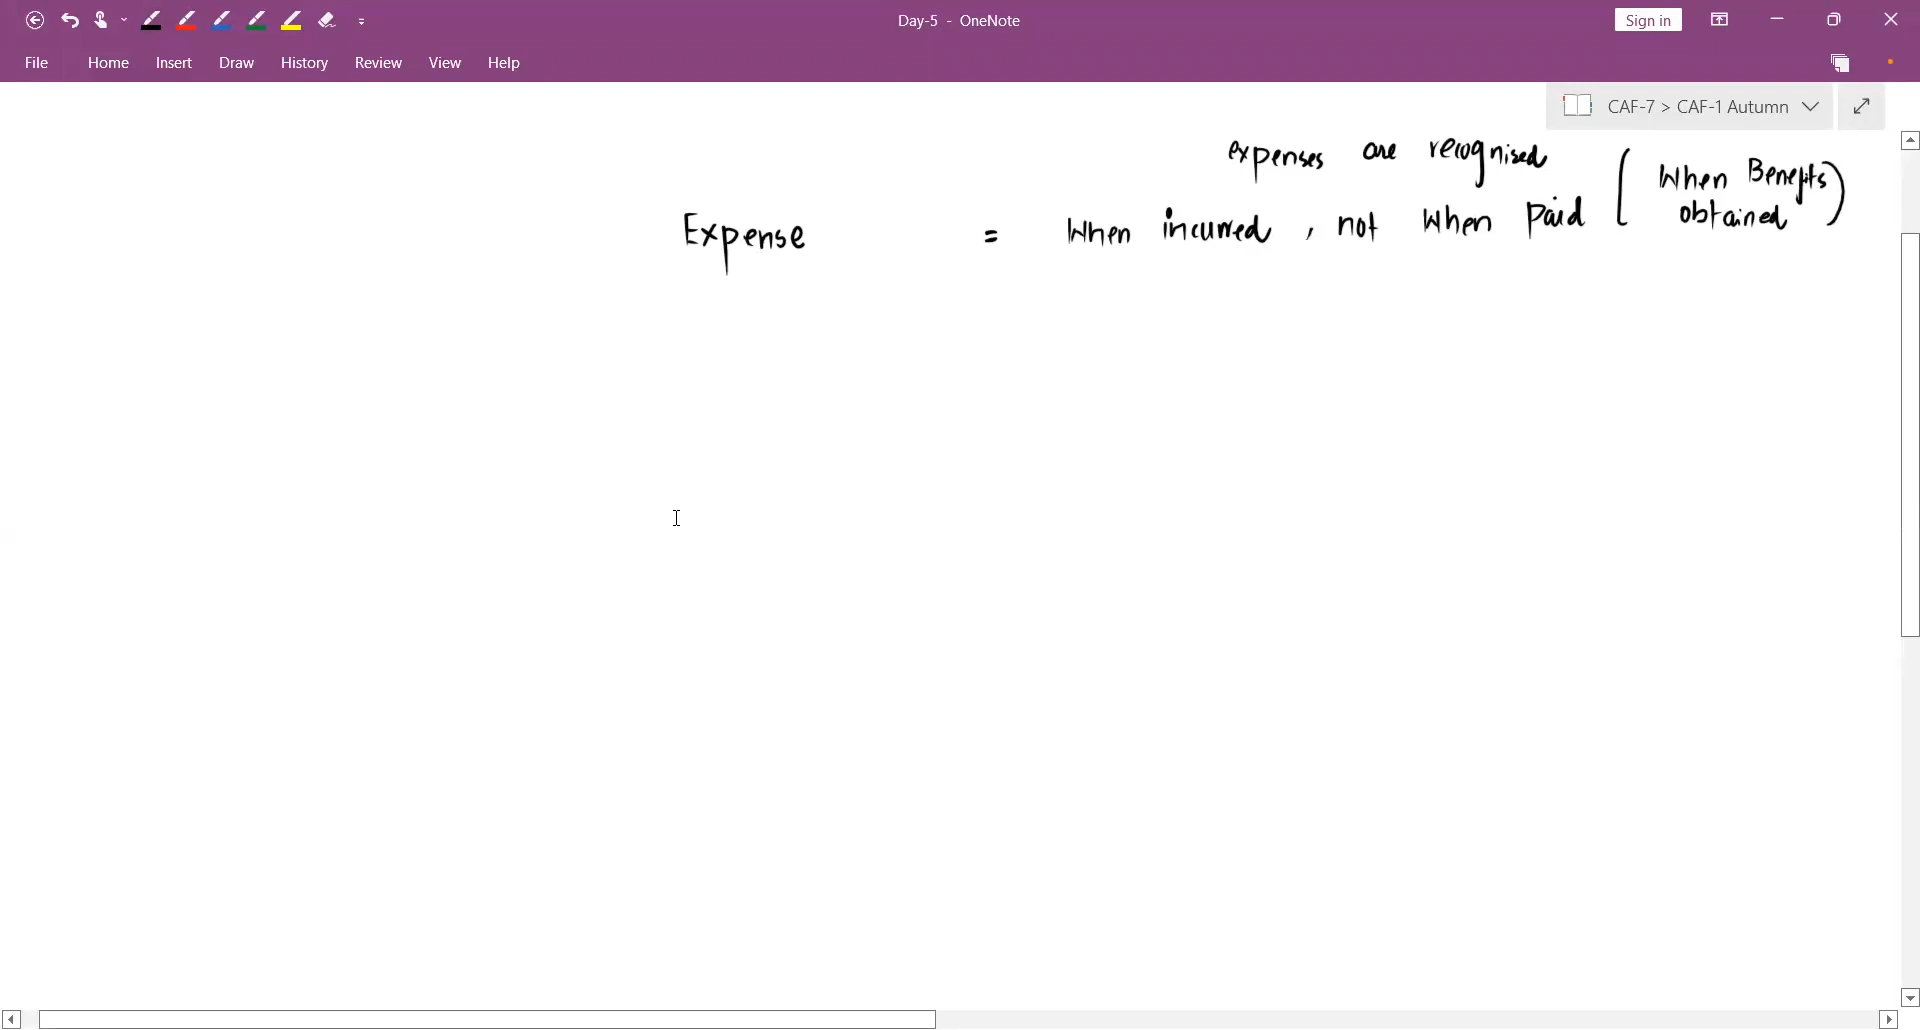 Day-5 - OneNote
Sign in
File Home Insert Draw History Review View Help
CAF-7 > CAF-1 Autumn
expenses are recognised
Expense = When incurred, not when paid (When Benefits obtained)